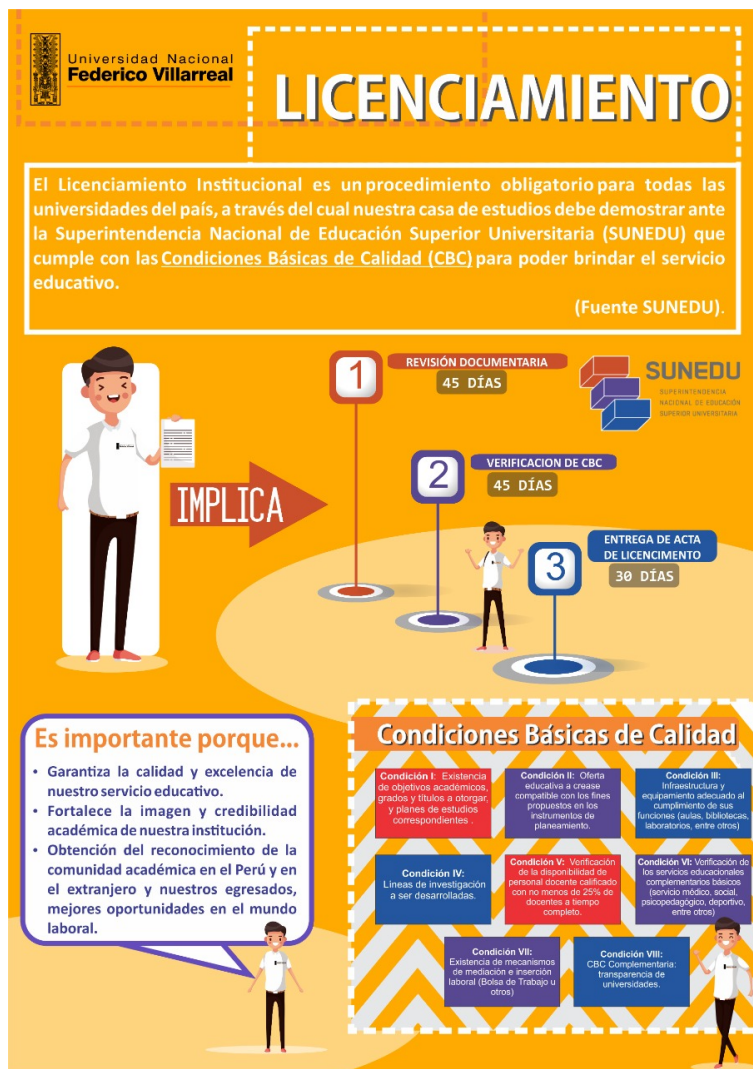 Universidad Nacional
Federico Villarreal
LICENCIAMIENTO
El Licenciamiento Institucional es un procedimiento obligatorio para todas las
universidades del país, a través del cual nuestra casa de estudios debe demostrar ante
la Superintendencia Nacional de Educación Superior Universitaria (SUNEDU) que
cumple con las Condiciones Básicas de Calidad (CBC) para poder brindar el servicio
educativo.
(Fuente SUNEDU).
IMPLICA
1
REVISIÓN DOCUMENTARIA
45 DÍAS
SUNEDU
SUPERINTENDENCIA
NACIONAL DE EDUCACIÓN
SUPERIOR UNIVERSITARIA
2
VERIFICACION DE CBC
45 DÍAS
3
ENTREGA DE ACTA
DE LICENCIMENTO
30 DÍAS
Es importante porque...
• Garantiza la calidad y excelencia de
nuestro servicio educativo.
• Fortalece la imagen y credibilidad
académica de nuestra institución.
• Obtención del reconocimiento de la
comunidad académica en el Perú y en
el extranjero y nuestros egresados,
mejores oportunidades en el mundo
laboral.
Condiciones Básicas de Calidad
Condición I: Existencia
de objetivos académicos,
grados y títulos a otorgar,
y planes de estudios
correspondientes .
Condición II: Oferta
educativa a crease
compatible con los fines
propuestos en los
instrumentos de
planeamiento.
Condición III:
Infraestructura y
equipamiento adecuado al
cumplimiento de sus
funciones (aulas, bibliotecas,
laboratorios, entre otros)
Condición IV:
Líneas de investigación
a ser desarrolladas.
Condición V: Verificación
de la disponibilidad de
personal docente calificado
con no menos de 25% de
docentes a tiempo
completo.
Condición VI: Verificación de
los servicios educacionales
complementarios básicos
(servicio médico, social,
psicopedagógico, deportivo,
entre otros)
Condición VII:
Existencia de mecanismos
de mediación e inserción
laboral (Bolsa de Trabajo u
otros)
Condición VIII:
CBC Complementaria:
transparencia de
universidades.